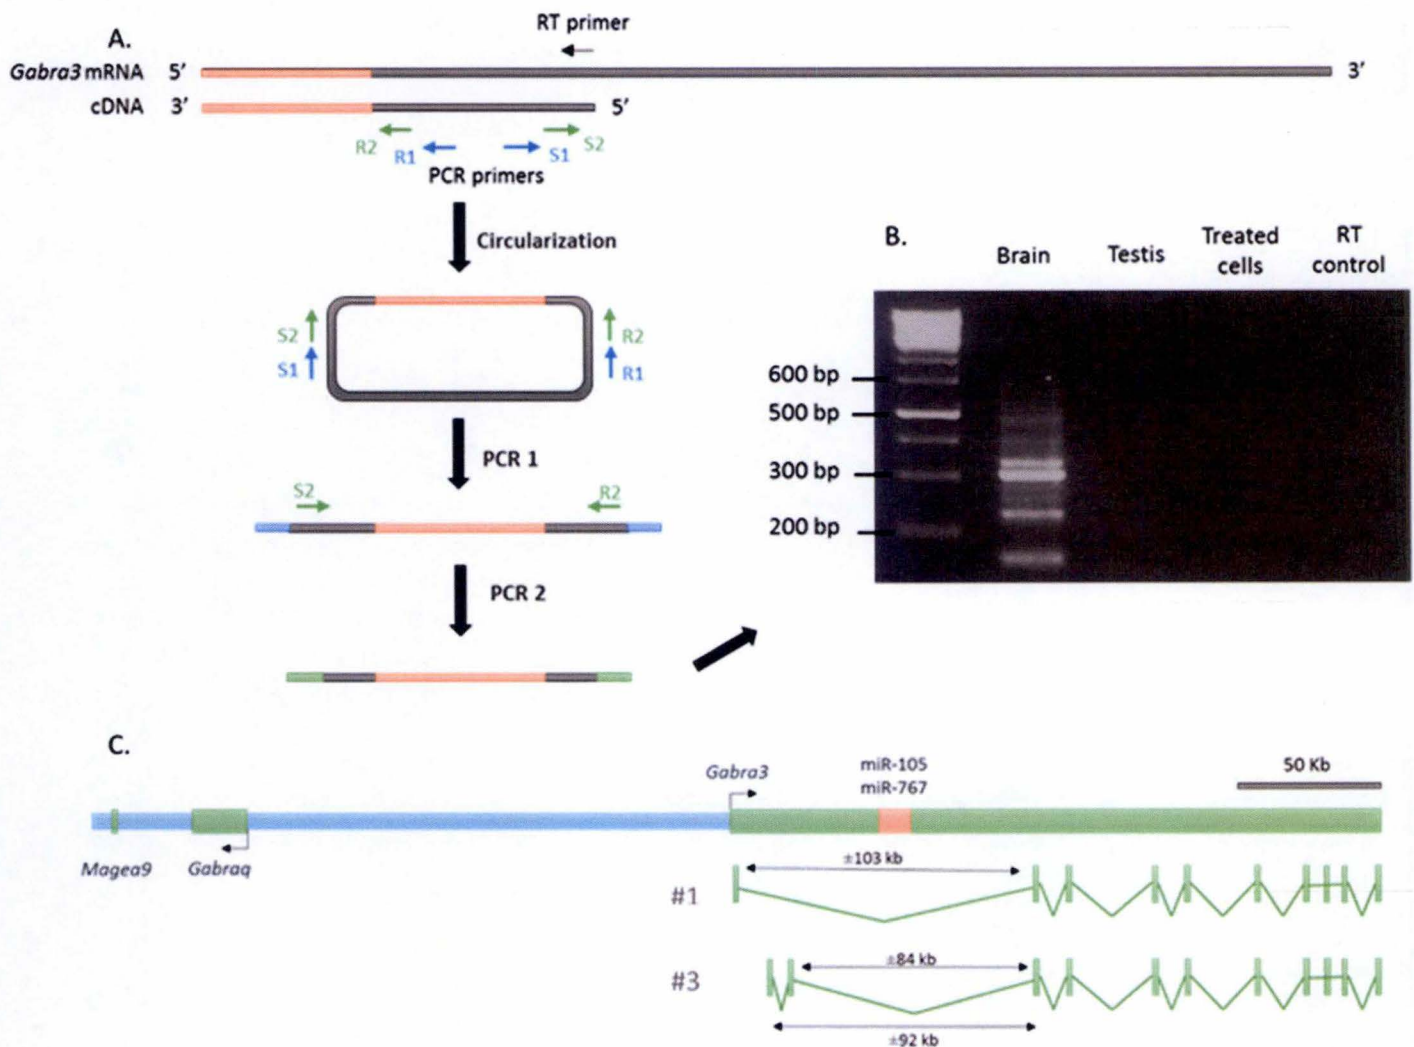 A.
RT primer
Gabra3 mRNA 5' 3'
cDNA 3' 5'
R2 R1 S1 S2
PCR primers
Circularization
S2 R2
S1 R1
PCR 1
S2 R2
PCR 2
B.
Brain Testis Treated cells RT control
600 bp
500 bp
300 bp
200 bp
C.
Gabra3
miR-105
miR-767
50 Kb
Magea9 Gabraq
±103 kb
#1
±84 kb
#3
±92 kb